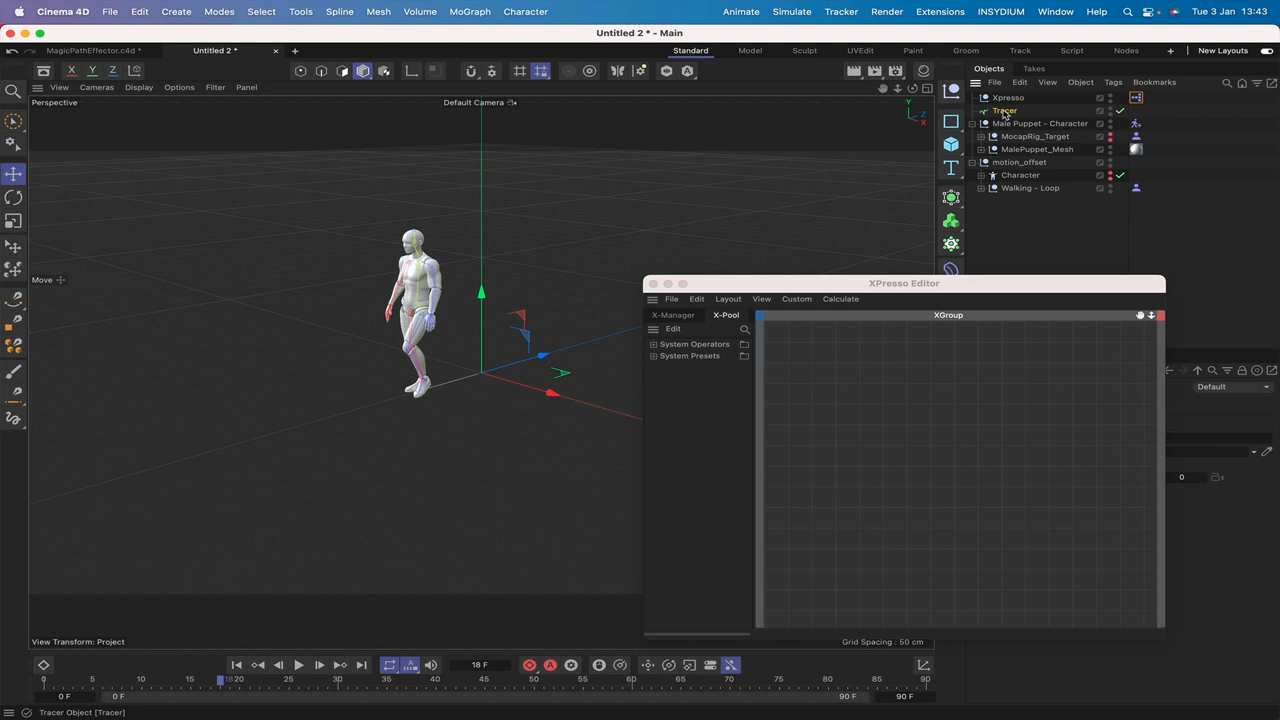 Cinema 4D File Edit Create Modes Select Tools Spline Mesh Volume MoGraph Character Animate Simulate Tracker Render Extensions INSYDIUM Window Help Tue 3 Jan 13:43
Untitled 2 * - Main
MagicPathEffector.c4d * Untitled 2 * Standard Model Sculpt UVEdit Paint Groom Track Script Nodes New Layouts
X Y Z Objects Takes
View Cameras Display Options Filter Panel File Edit View Object Tags Bookmarks
Perspective Default Camera Xpresso
Y
X
Z
Tracer
Male Puppet - Character
MocapRig_Target
MalePuppet_Mesh
motion_offset
Character
Walking - Loop
Move
XPresso Editor
File Edit Layout View Custom Calculate
X-Manager X-Pool XGroup
Edit
System Operators
System Presets
Default
0
View Transform: Project Grid Spacing : 50 cm
18 F
0 5 10 15 18 20 25 30 35 40 45 50 55 60 65 70 75 80 85 90
0 F 0 F 90 F 90 F
Tracer Object [Tracer]